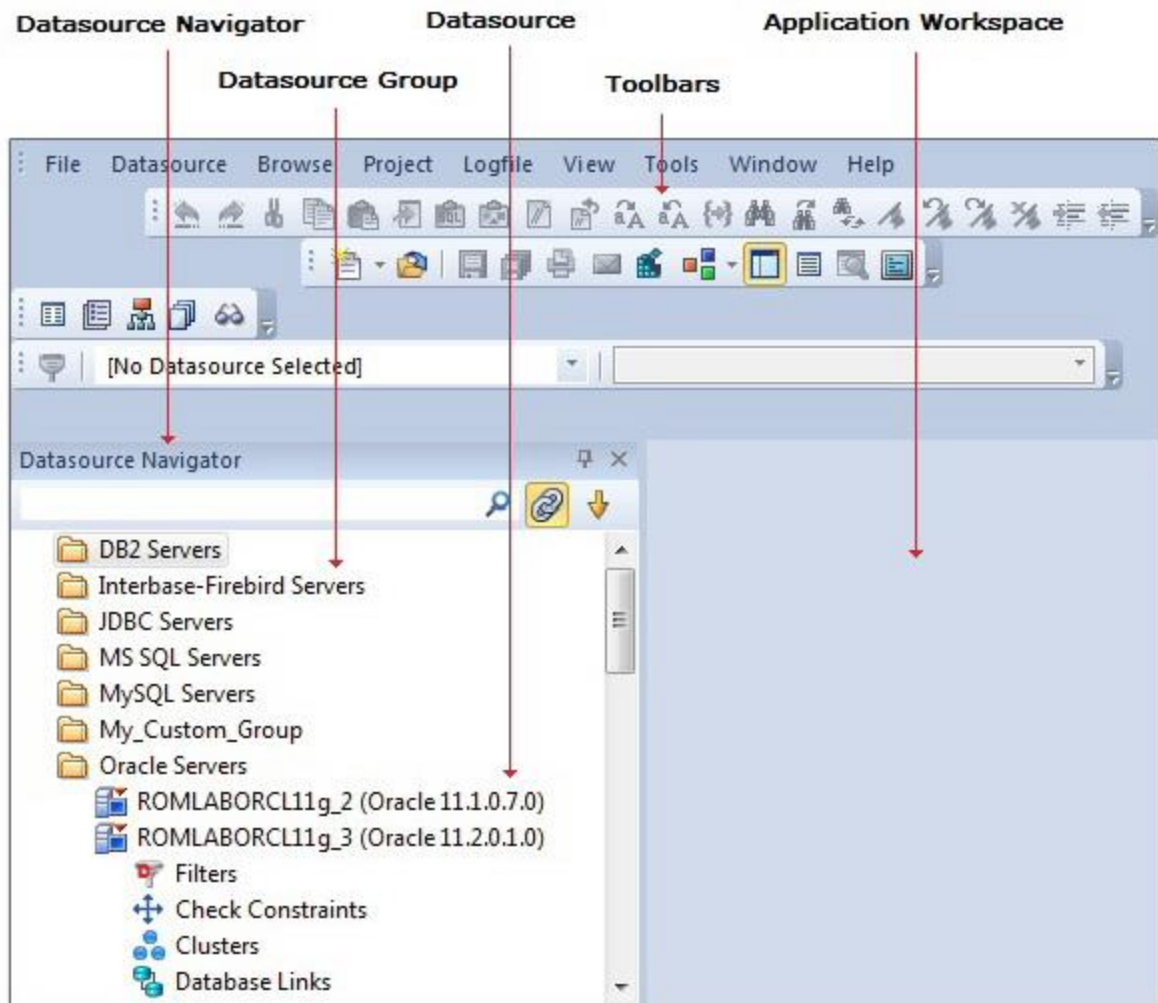 Datasource Navigator
Datasource
Application Workspace
Datasource Group
Toolbars
File Datasource Browse Project Logfile View Tools Window Help
[No Datasource Selected]
Datasource Navigator
DB2 Servers
Interbase-Firebird Servers
JDBC Servers
MS SQL Servers
MySQL Servers
My_Custom_Group
Oracle Servers
ROMLABORCL11g_2 (Oracle 11.1.0.7.0)
ROMLABORCL11g_3 (Oracle 11.2.0.1.0)
Filters
Check Constraints
Clusters
Database Links